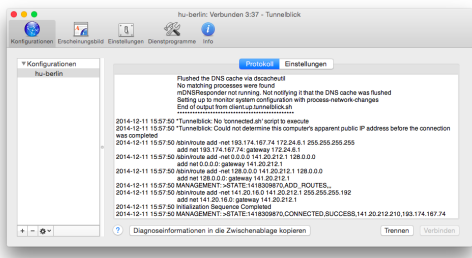 hu-berlin: Verbunden 3:37 - Tunnelblick
Konfigurationen Erscheinungsbild Einstellungen Dienstprogramme Info
Konfigurationen
hu-berlin
Protokoll Einstellungen
Flushed the DNS cache via dscacheutil
No matching processes were found
mDNSResponder not running. Not notifying it that the DNS cache was flushed
Setting up to monitor system configuration with process-network-changes
End of output from client.up.tunnelblick.sh
**********************************************
2014-12-11 15:57:50 *Tunnelblick: No 'connected.sh' script to execute
2014-12-11 15:57:50 *Tunnelblick: Could not determine this computer's apparent public IP address before the connection
was completed
2014-12-11 15:57:50 /sbin/route add -net 193.174.167.74 172.24.6.1 255.255.255.255
add net 193.174.167.74: gateway 172.24.6.1
2014-12-11 15:57:50 /sbin/route add -net 0.0.0.0 141.20.212.1 128.0.0.0
add net 0.0.0.0: gateway 141.20.212.1
2014-12-11 15:57:50 /sbin/route add -net 128.0.0.0 141.20.212.1 128.0.0.0
add net 128.0.0.0: gateway 141.20.212.1
2014-12-11 15:57:50 MANAGEMENT: >STATE:1418309870,ADD_ROUTES,,,
2014-12-11 15:57:50 /sbin/route add -net 141.20.16.0 141.20.212.1 255.255.255.192
add net 141.20.16.0: gateway 141.20.212.1
2014-12-11 15:57:50 Initialization Sequence Completed
2014-12-11 15:57:50 MANAGEMENT: >STATE:1418309870,CONNECTED,SUCCESS,141.20.212.210,193.174.167.74
+ − ? Diagnoseinformationen in die Zwischenablage kopieren Trennen Verbinden